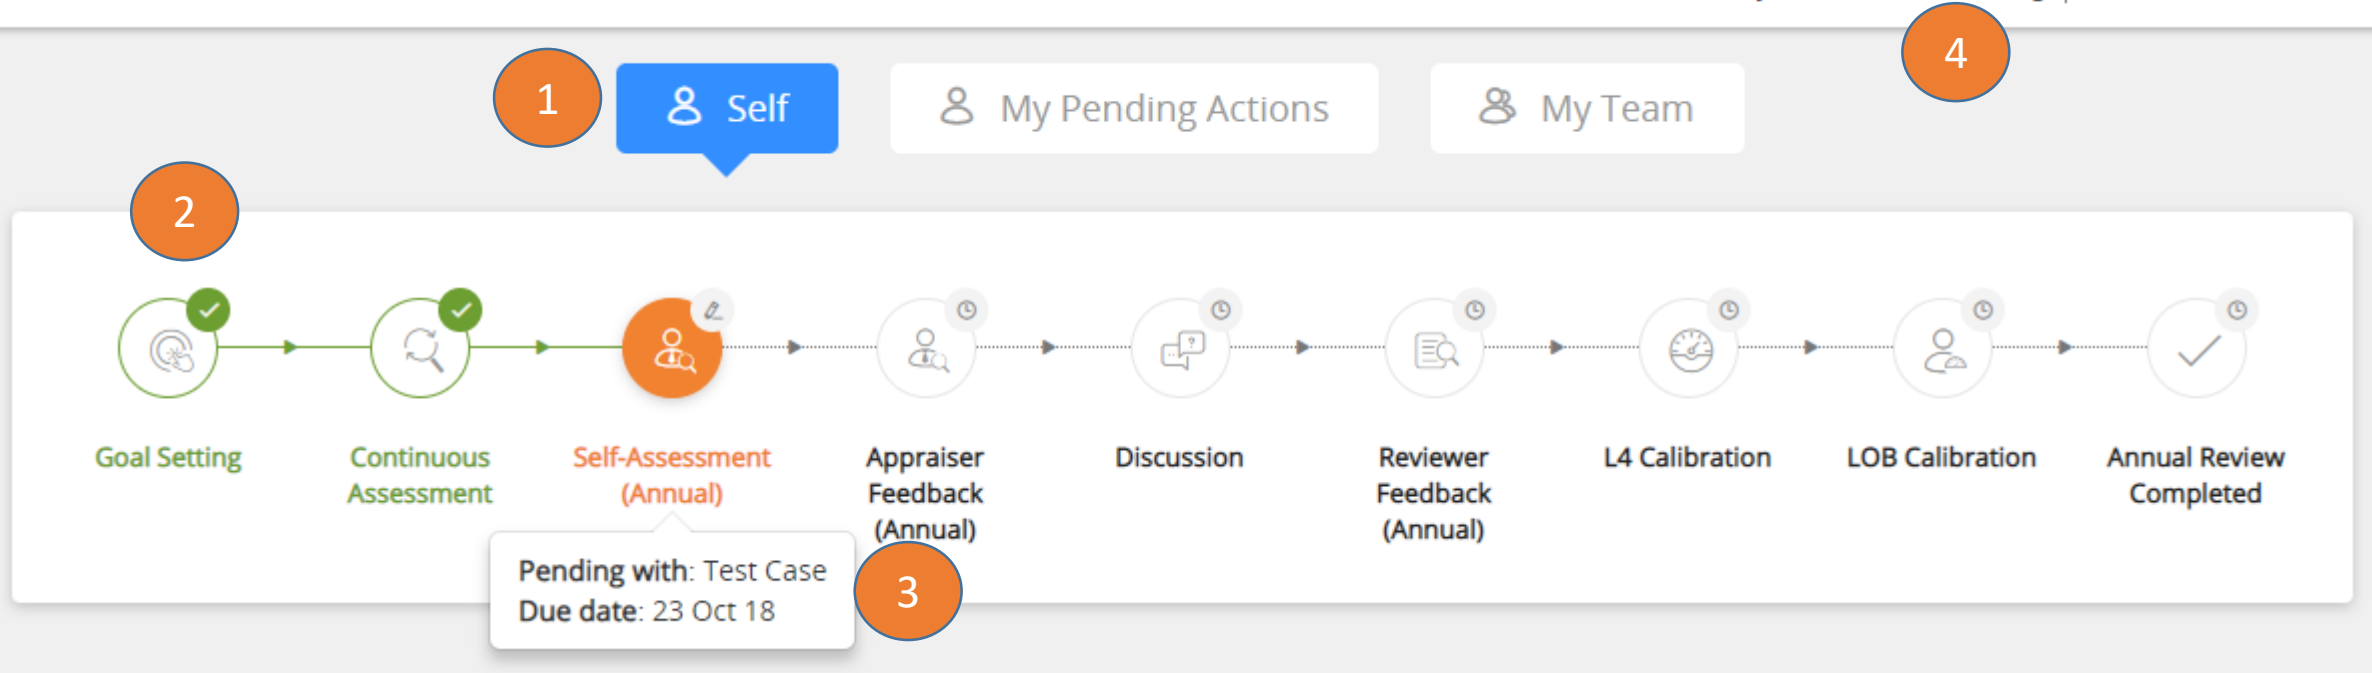 4
1
Self
My Pending Actions
My Team
2
Goal Setting
Continuous
Assessment
Self-Assessment
(Annual)
Appraiser
Feedback
(Annual)
Discussion
Reviewer
Feedback
(Annual)
L4 Calibration
LOB Calibration
Annual Review
Completed
Pending with: Test Case
Due date: 23 Oct 18
3